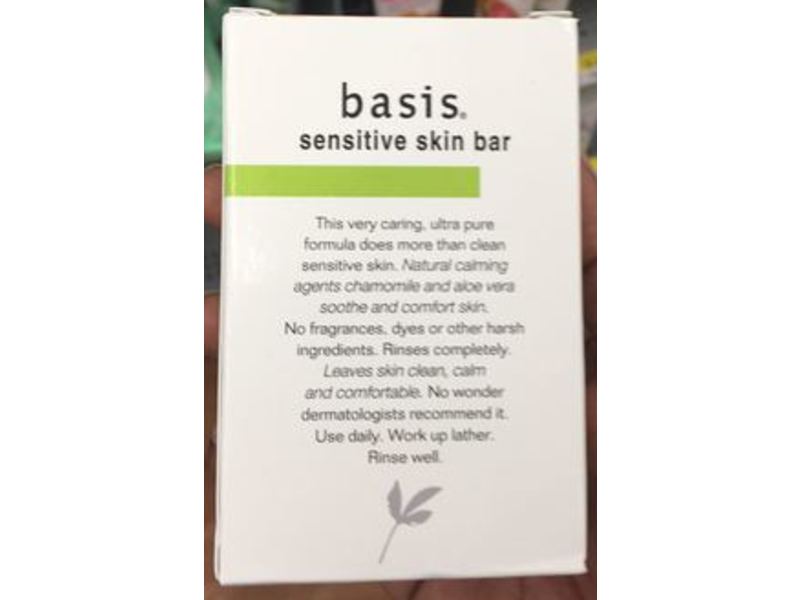 basis®
sensitive skin bar
This very caring, ultra pure
formula does more than clean
sensitive skin. Natural calming
agents chamomile and aloe vera
soothe and comfort skin.
No fragrances, dyes or other harsh
ingredients. Rinses completely.
Leaves skin clean, calm
and comfortable. No wonder
dermatologists recommend it.
Use daily. Work up lather.
Rinse well.